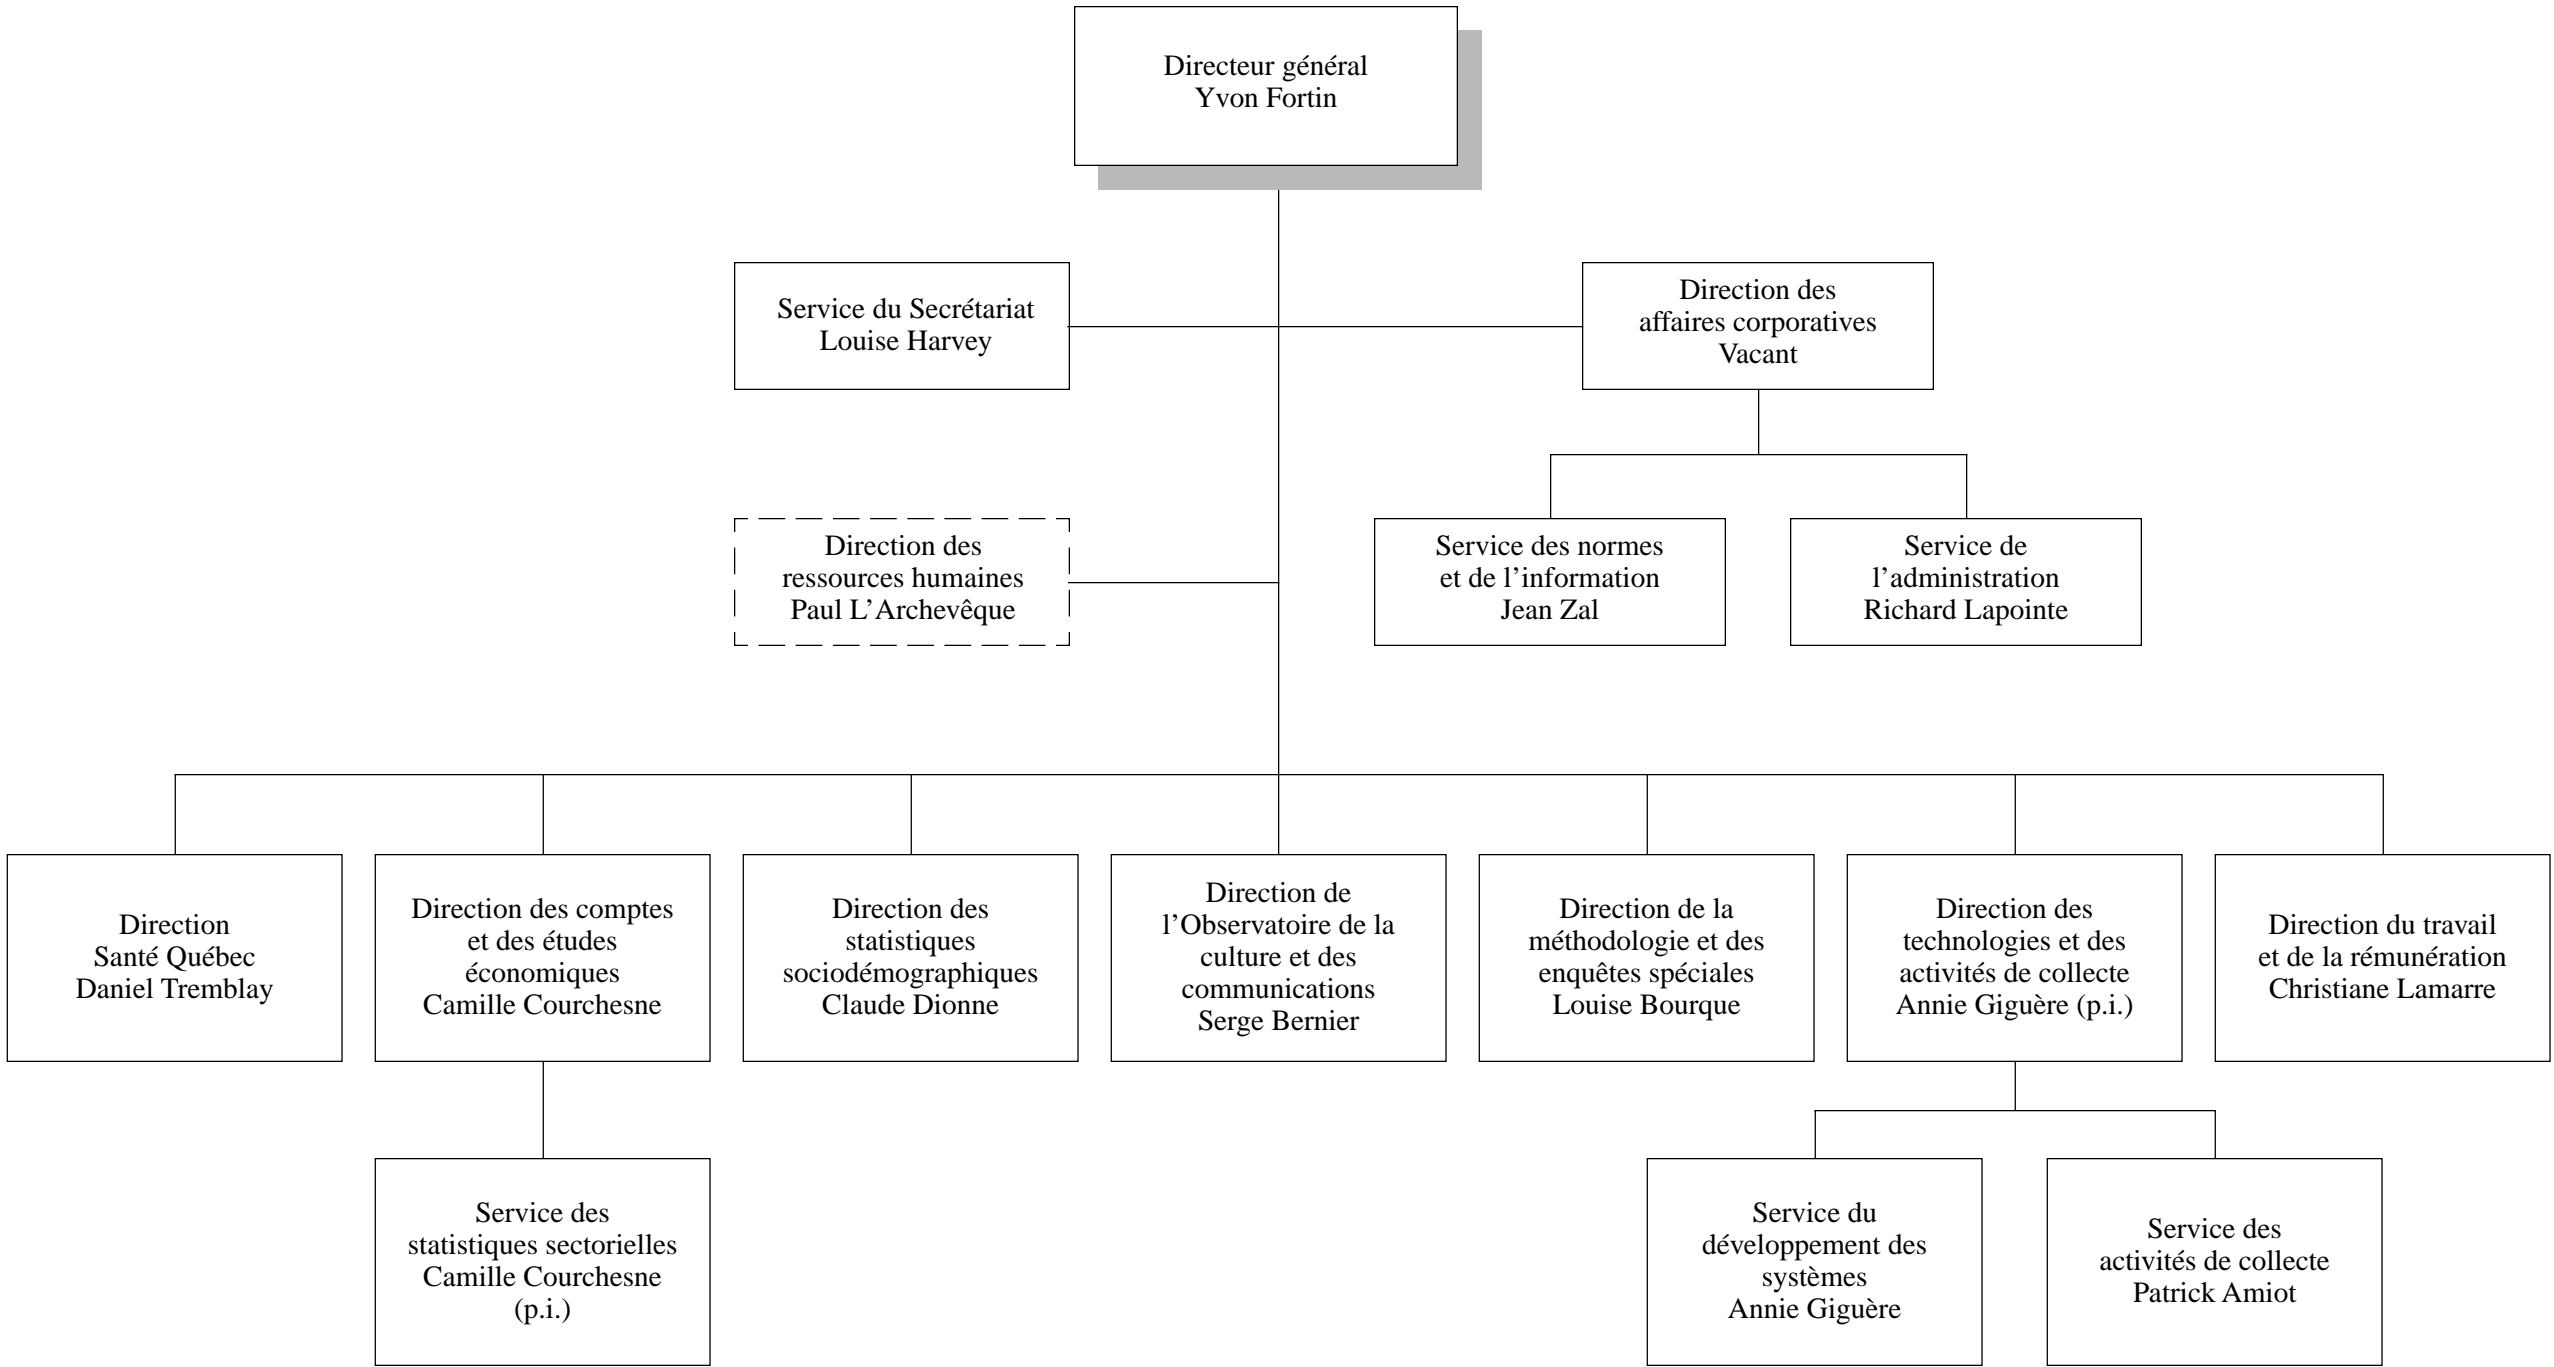 Directeur général
Yvon Fortin
Service du Secrétariat
Louise Harvey
Direction des
affaires corporatives
Vacant
Direction des
ressources humaines
Paul L’Archevêque
Service des normes
et de l’information
Jean Zal
Service de
l’administration
Richard Lapointe
Direction
Santé Québec
Daniel Tremblay
Direction des comptes
et des études
économiques
Camille Courchesne
Direction des
statistiques
sociodémographiques
Claude Dionne
Direction de
l’Observatoire de la
culture et des
communications
Serge Bernier
Direction de la
méthodologie et des
enquêtes spéciales
Louise Bourque
Direction des
technologies et des
activités de collecte
Annie Giguère (p.i.)
Direction du travail
et de la rémunération
Christiane Lamarre
Service des
statistiques sectorielles
Camille Courchesne
(p.i.)
Service du
développement des
systèmes
Annie Giguère
Service des
activités de collecte
Patrick Amiot